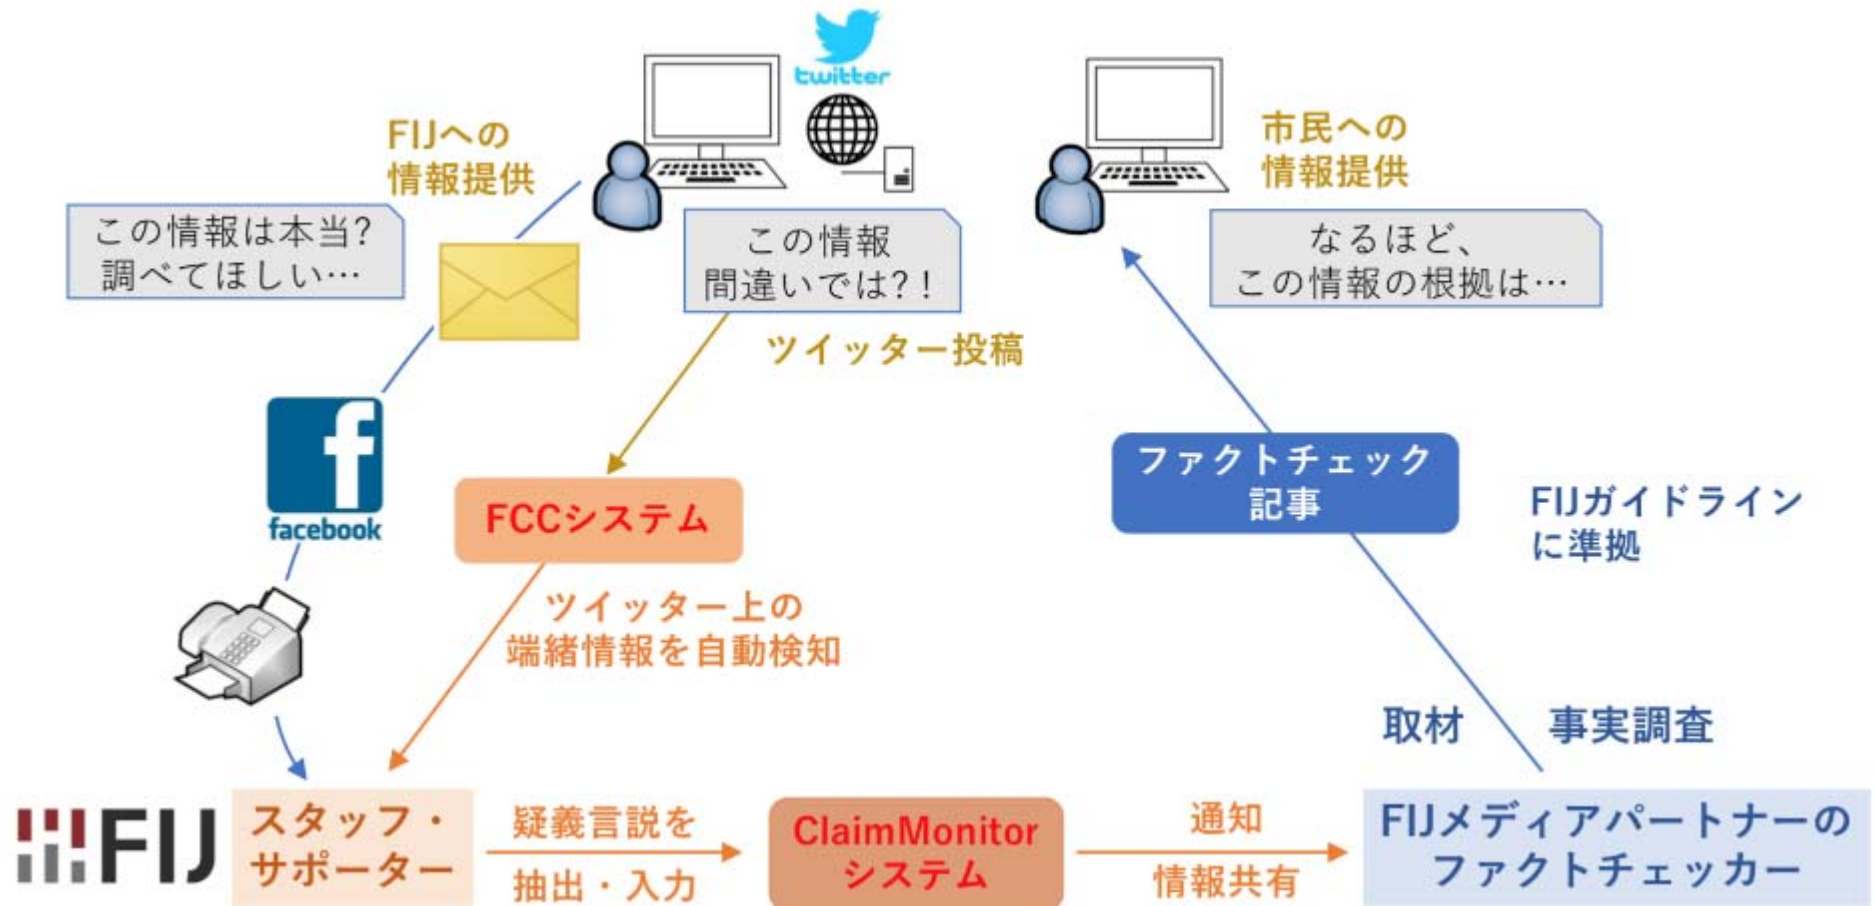 twitter
FIJへの
情報提供
市民への
情報提供
この情報は本当?
調べてほしい…
この情報
間違いでは?!
なるほど、
この情報の根拠は…
ツイッター投稿
facebook
FCCシステム
ファクトチェック
記事
FIJガイドライン
に準拠
ツイッター上の
端緒情報を自動検知
取材
事実調査
FIJ
スタッフ・
サポーター
疑義言説を
抽出・入力
ClaimMonitor
システム
通知
情報共有
FIJメディアパートナーの
ファクトチェッカー